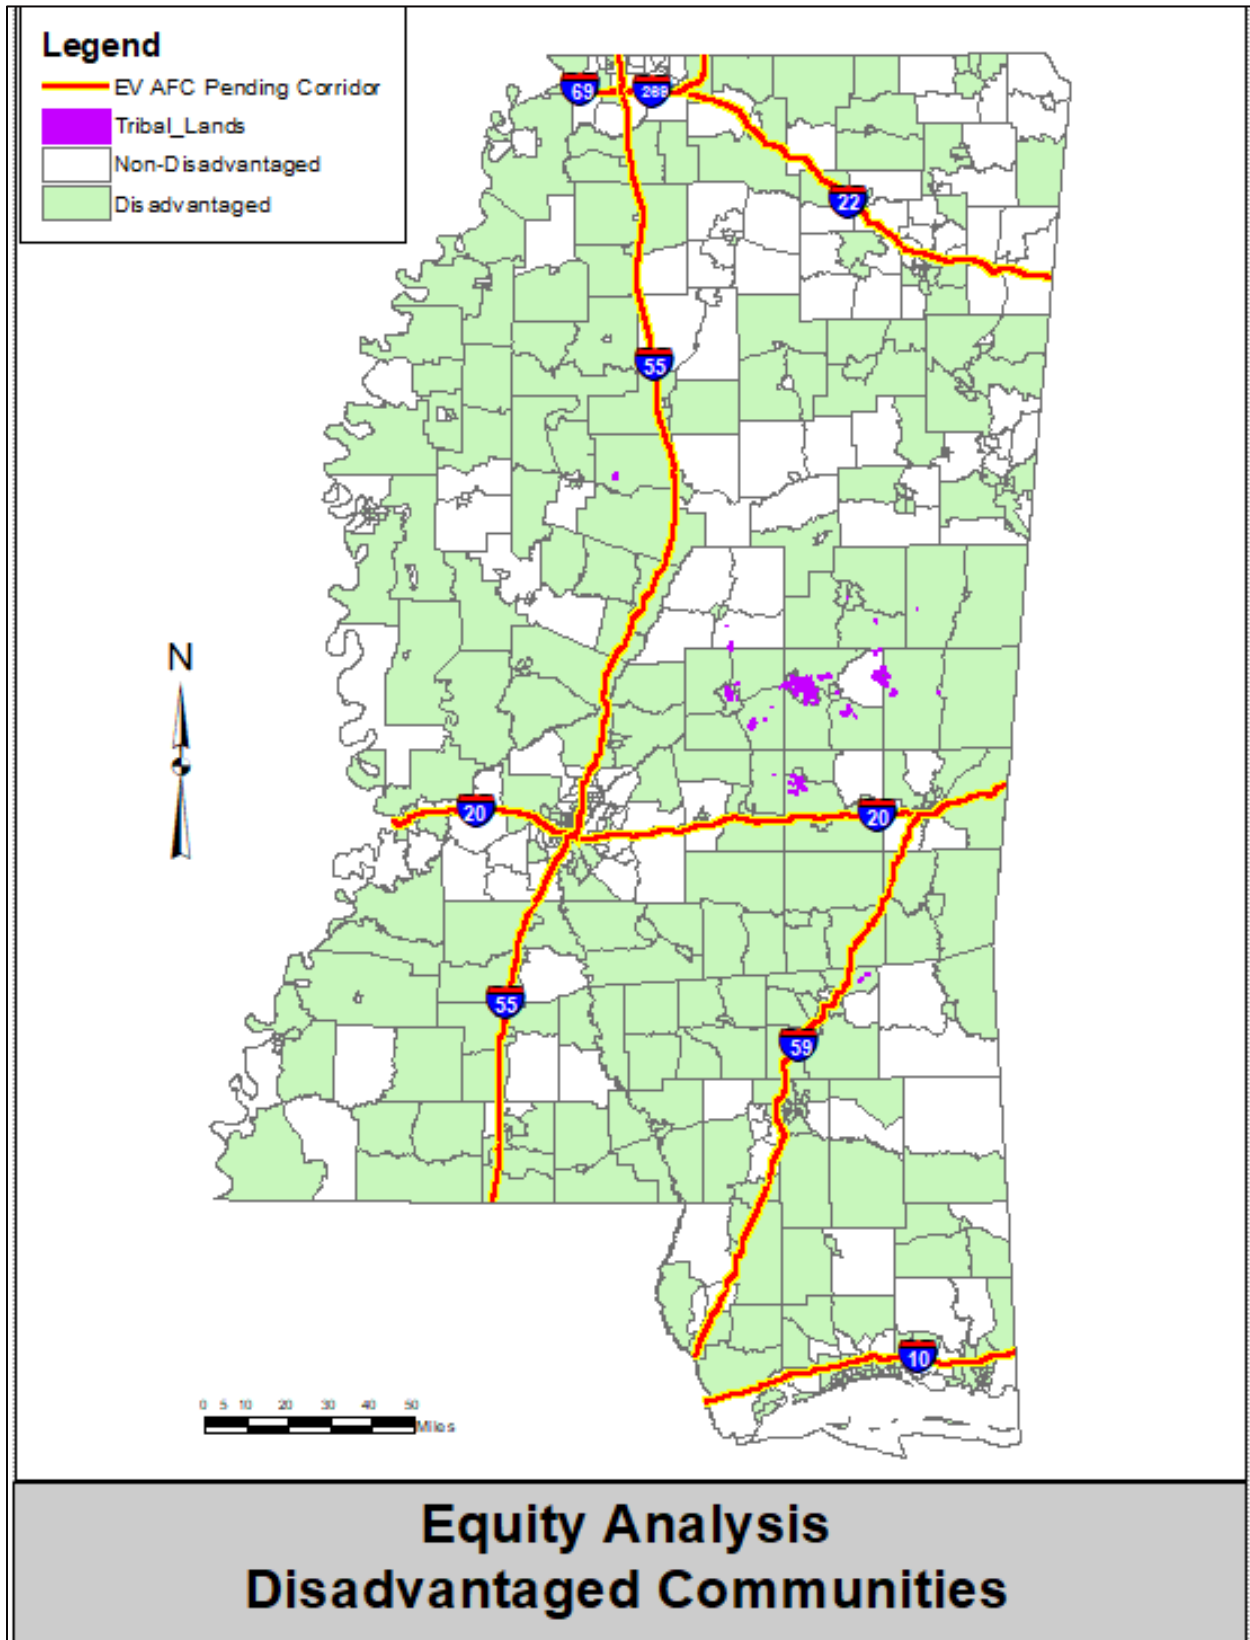 Legend
EV AFC Pending Corridor
Tribal_Lands
Non-Disadvantaged
Disadvantaged
69
269
22
55
N
20
20
55
59
10
0 5 10 20 30 40 50
Miles
Equity Analysis
Disadvantaged Communities